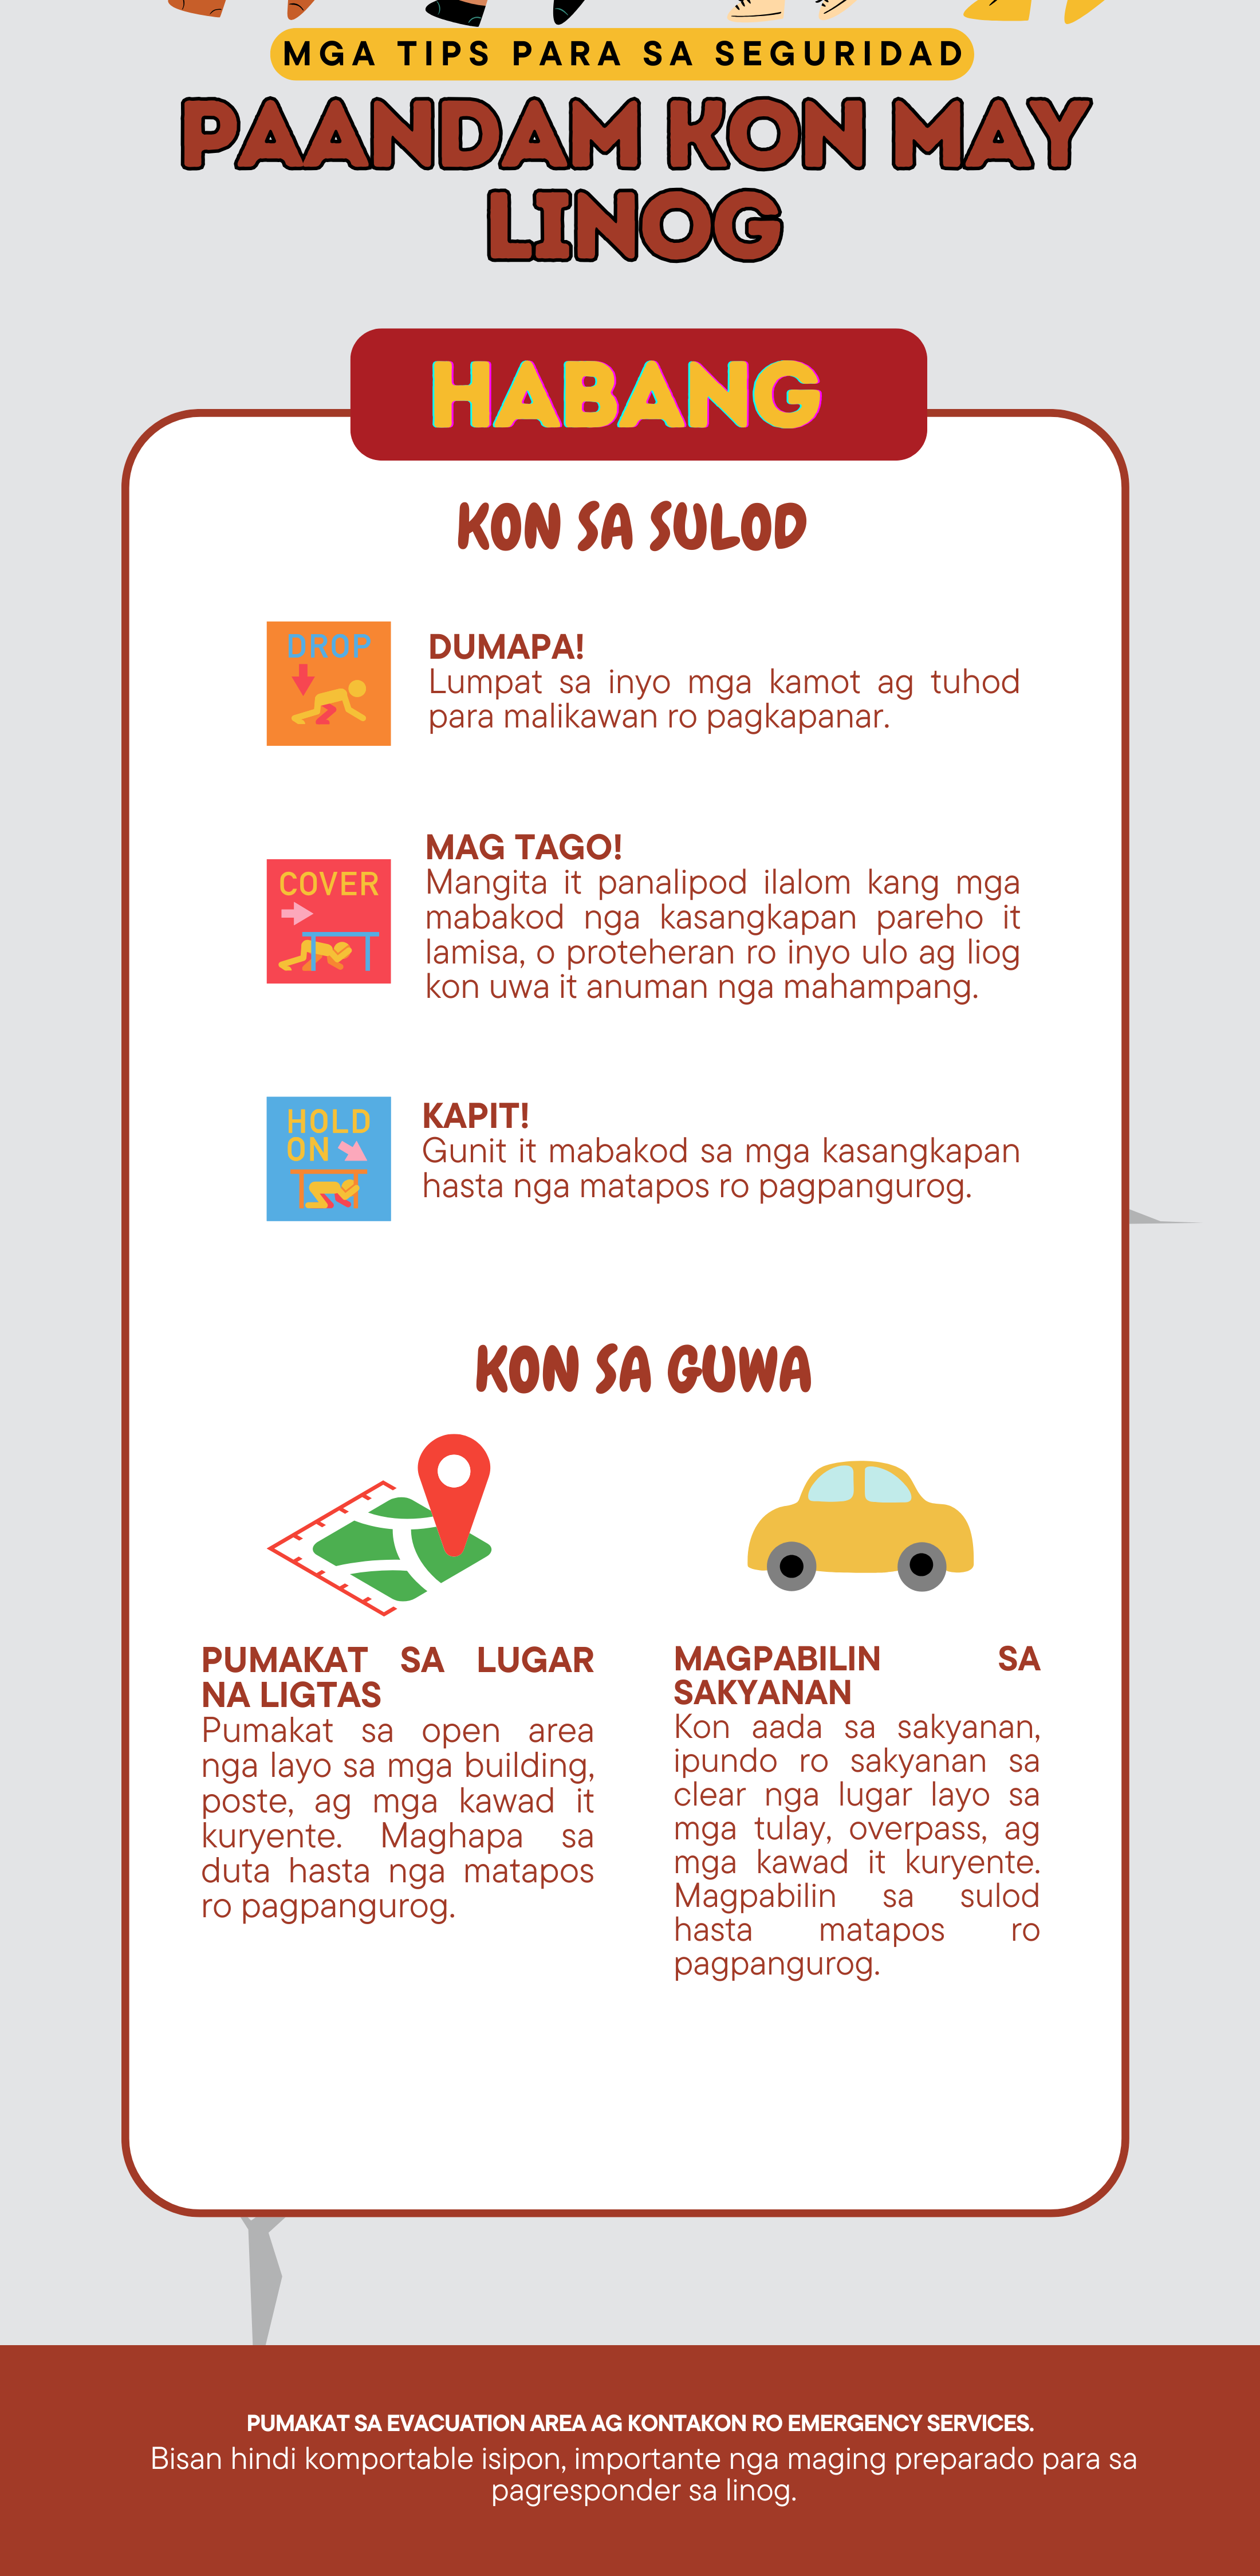 MGA TIPS PARA SA SEGURIDAD
PAANDAM KON MAY
LINOG
HABANG
KON SA SULOD
DROP
DUMAPA!
Lumpat sa inyo mga kamot ag tuhod
para malikawan ro pagkapanar.
COVER
MAG TAGO!
Mangita it panalipod ilalom kang mga
mabakod nga kasangkapan pareho it
lamisa, o proteheran ro inyo ulo ag liog
kon uwa it anuman nga mahampang.
HOLD
ON
KAPIT!
Gunit it mabakod sa mga kasangkapan
hasta nga matapos ro pagpangurog.
KON SA GUWA
PUMAKAT SA LUGAR
NA LIGTAS
Pumakat sa open area
nga layo sa mga building,
poste, ag mga kawad it
kuryente. Maghapa sa
duta hasta nga matapos
ro pagpangurog.
MAGPABILIN SA
SAKYANAN
Kon aada sa sakyanan,
ipundo ro sakyanan sa
clear nga lugar layo sa
mga tulay, overpass, ag
mga kawad it kuryente.
Magpabilin sa sulod
hasta matapos ro
pagpangurog.
PUMAKAT SA EVACUATION AREA AG KONTAKON RO EMERGENCY SERVICES.
Bisan hindi komportable isipon, importante nga maging preparado para sa
pagresponder sa linog.